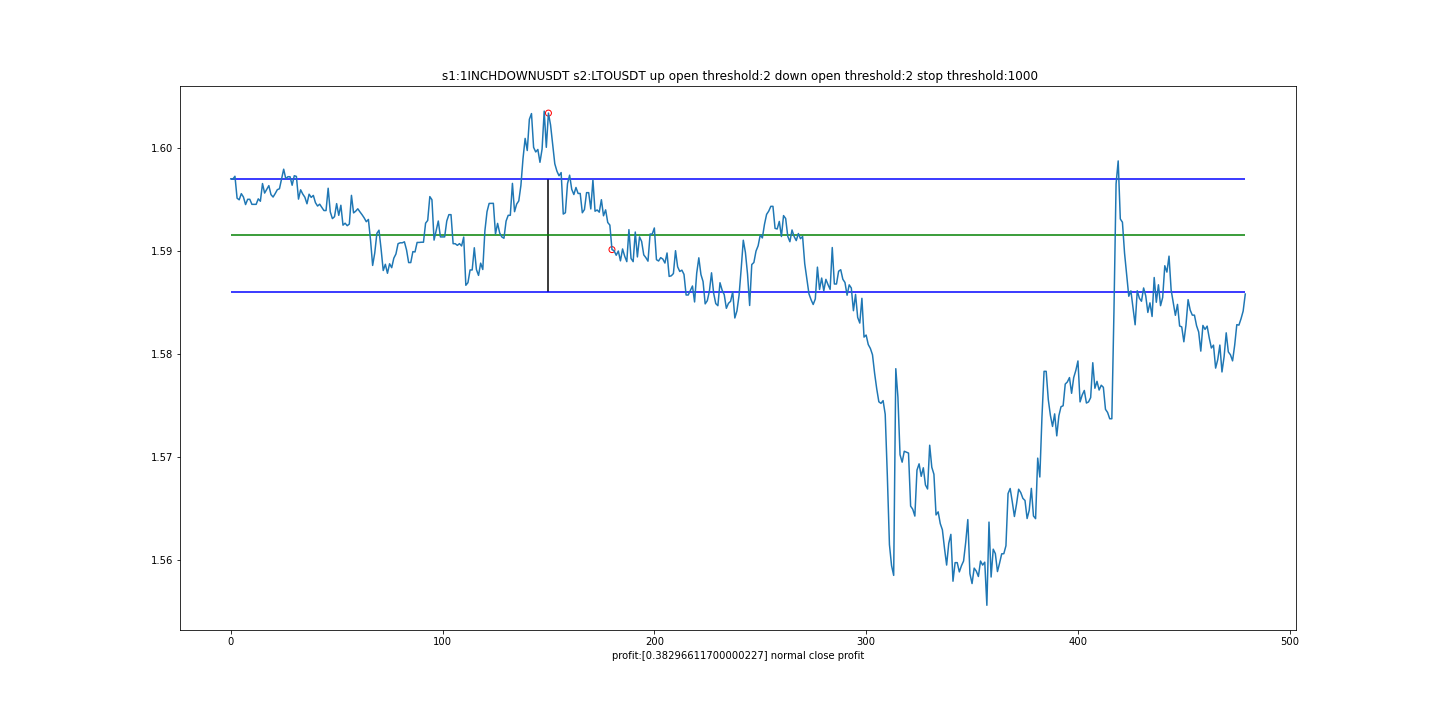 s1:1INCHDOWNUSDT s2:LTOUSDT up open threshold:2 down open threshold:2 stop threshold:1000
1.60
1.59
1.58
1.57
1.56
0 100 200 300 400 500
profit:[0.38296611700000227] normal close profit